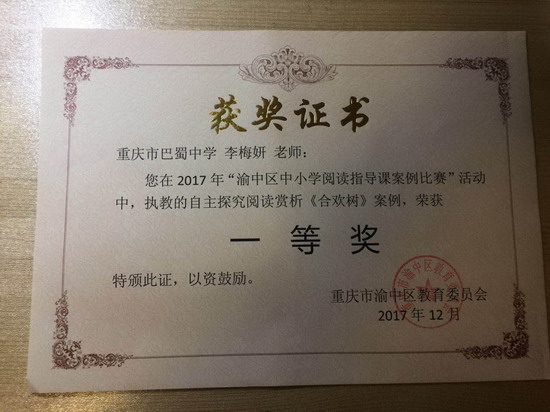 获奖证书
重庆市巴蜀中学 李梅妍 老师：
您在 2017 年“渝中区中小学阅读指导课案例比赛”活动
中，执教的自主探究阅读赏析《合欢树》案例，荣获
一 等 奖
特颁此证，以资鼓励。
重庆市渝中区教育委员会
2017 年 12 月